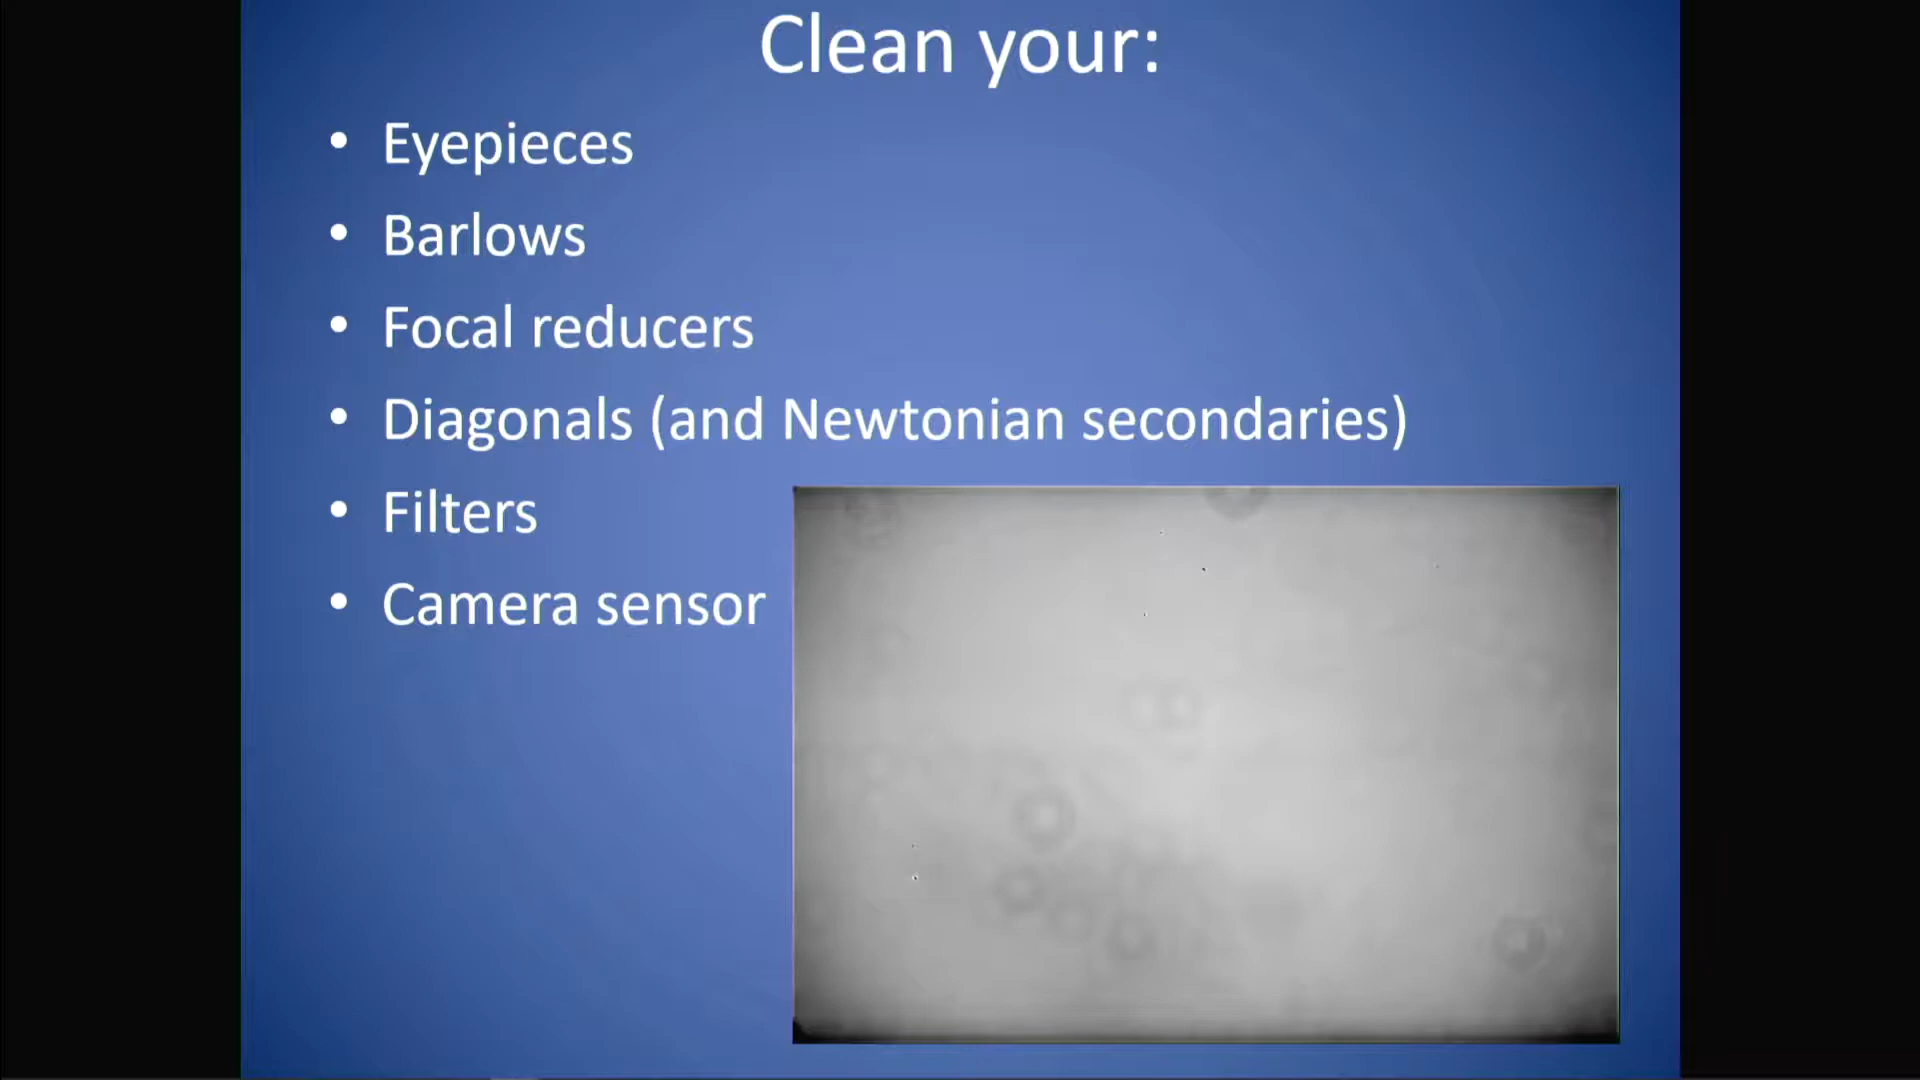 Clean your:
• Eyepieces
• Barlows
• Focal reducers
• Diagonals (and Newtonian secondaries)
• Filters
• Camera sensor